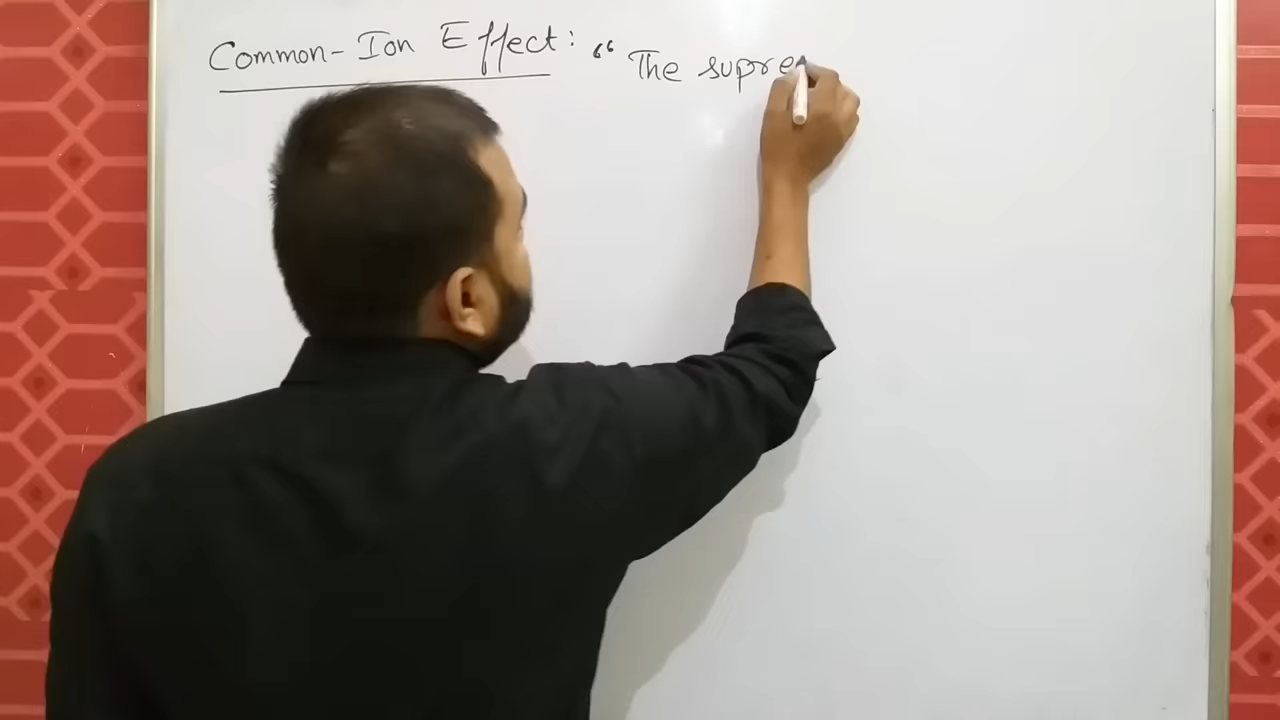 Common-Ion Effect: “ The supre